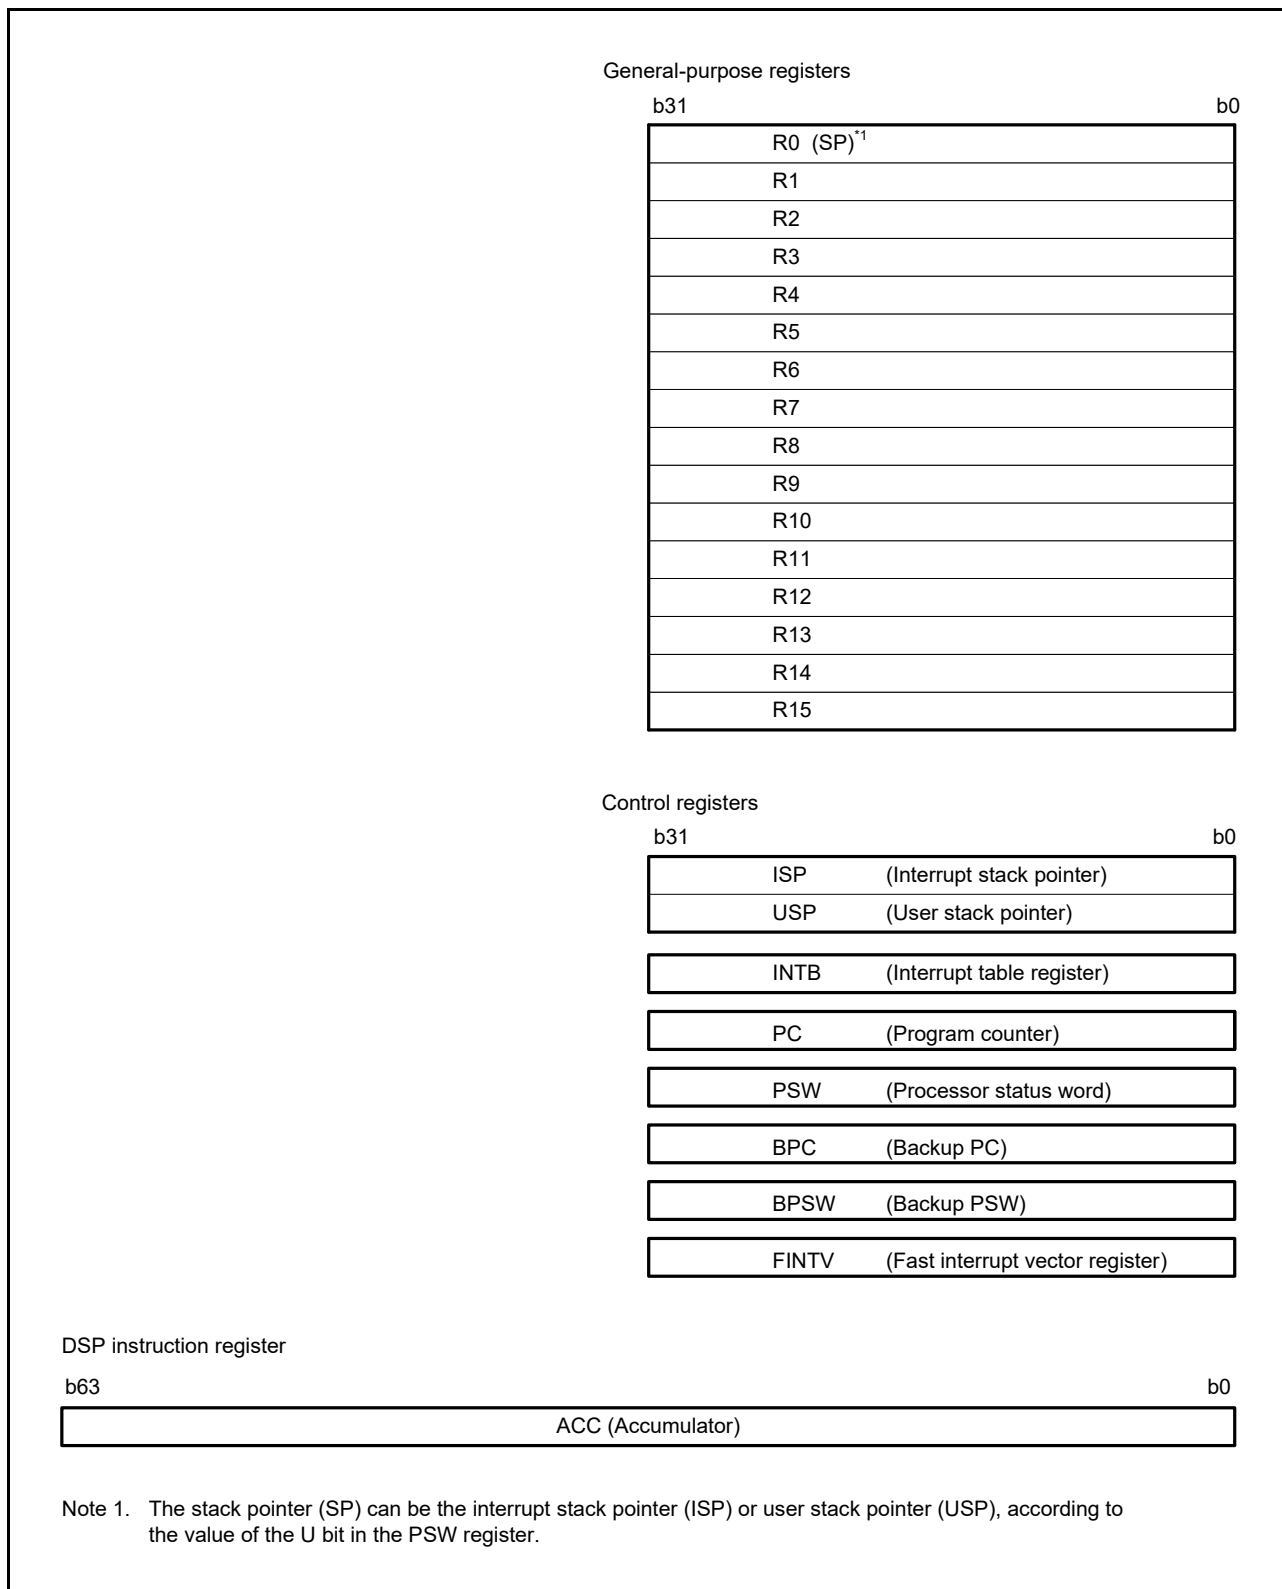 General-purpose registers
b31 b0
R0 (SP)*1
R1
R2
R3
R4
R5
R6
R7
R8
R9
R10
R11
R12
R13
R14
R15
Control registers
b31 b0
ISP (Interrupt stack pointer)
USP (User stack pointer)
INTB (Interrupt table register)
PC (Program counter)
PSW (Processor status word)
BPC (Backup PC)
BPSW (Backup PSW)
FINTV (Fast interrupt vector register)
DSP instruction register
b63 b0
ACC (Accumulator)
Note 1. The stack pointer (SP) can be the interrupt stack pointer (ISP) or user stack pointer (USP), according to
the value of the U bit in the PSW register.